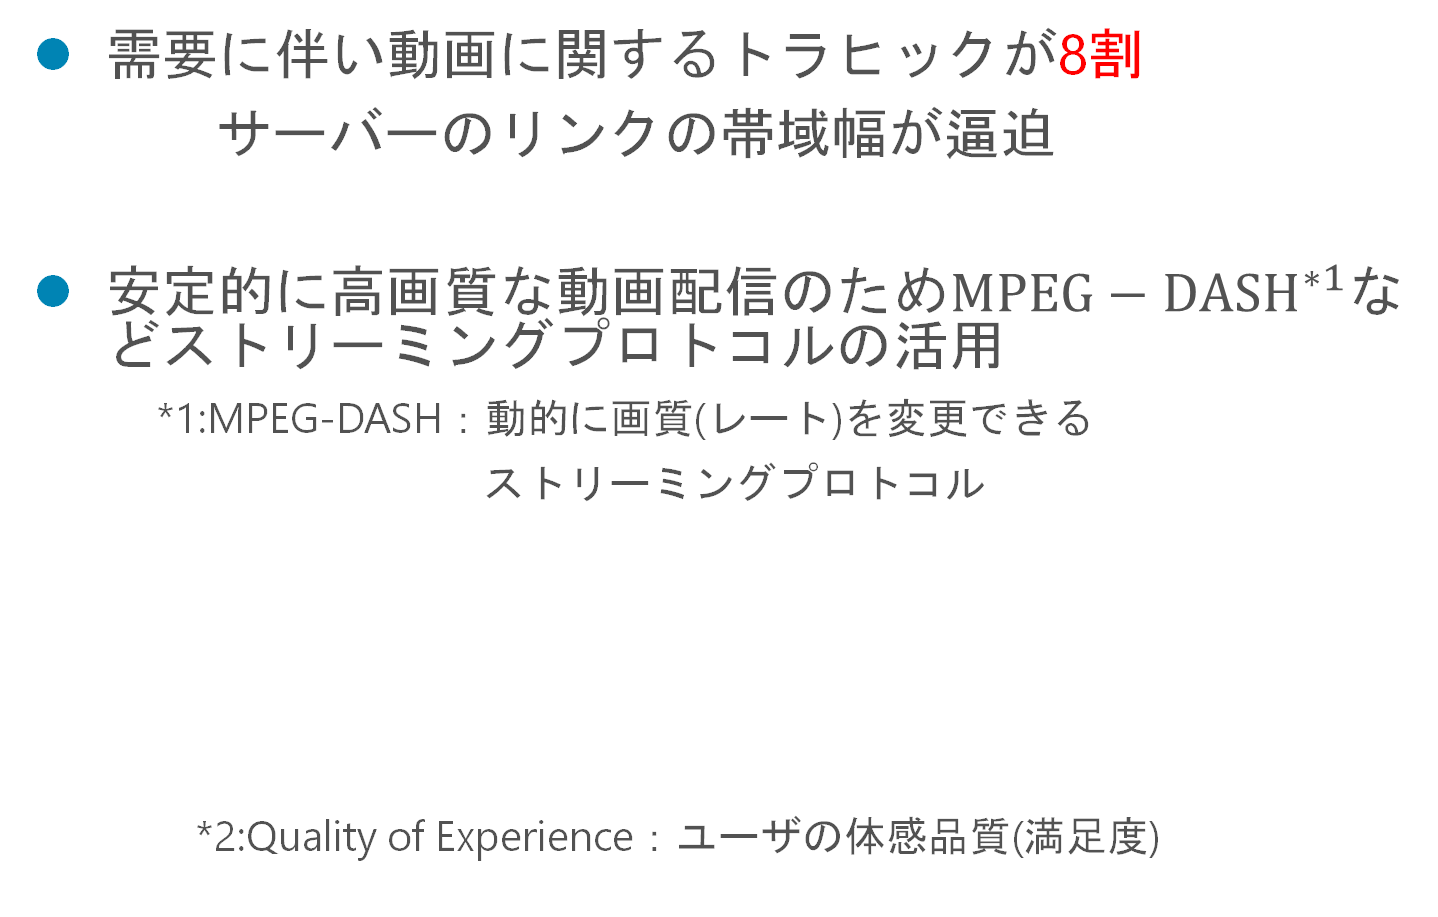 ● 需要に伴い動画に関するトラヒックが8割
サーバーのリンクの帯域幅が逼迫
● 安定的に高画質な動画配信のためMPEG − DASH*1な
どストリーミングプロトコルの活用
*1:MPEG-DASH：動的に画質(レート)を変更できる
ストリーミングプロトコル
*2:Quality of Experience：ユーザの体感品質(満足度)